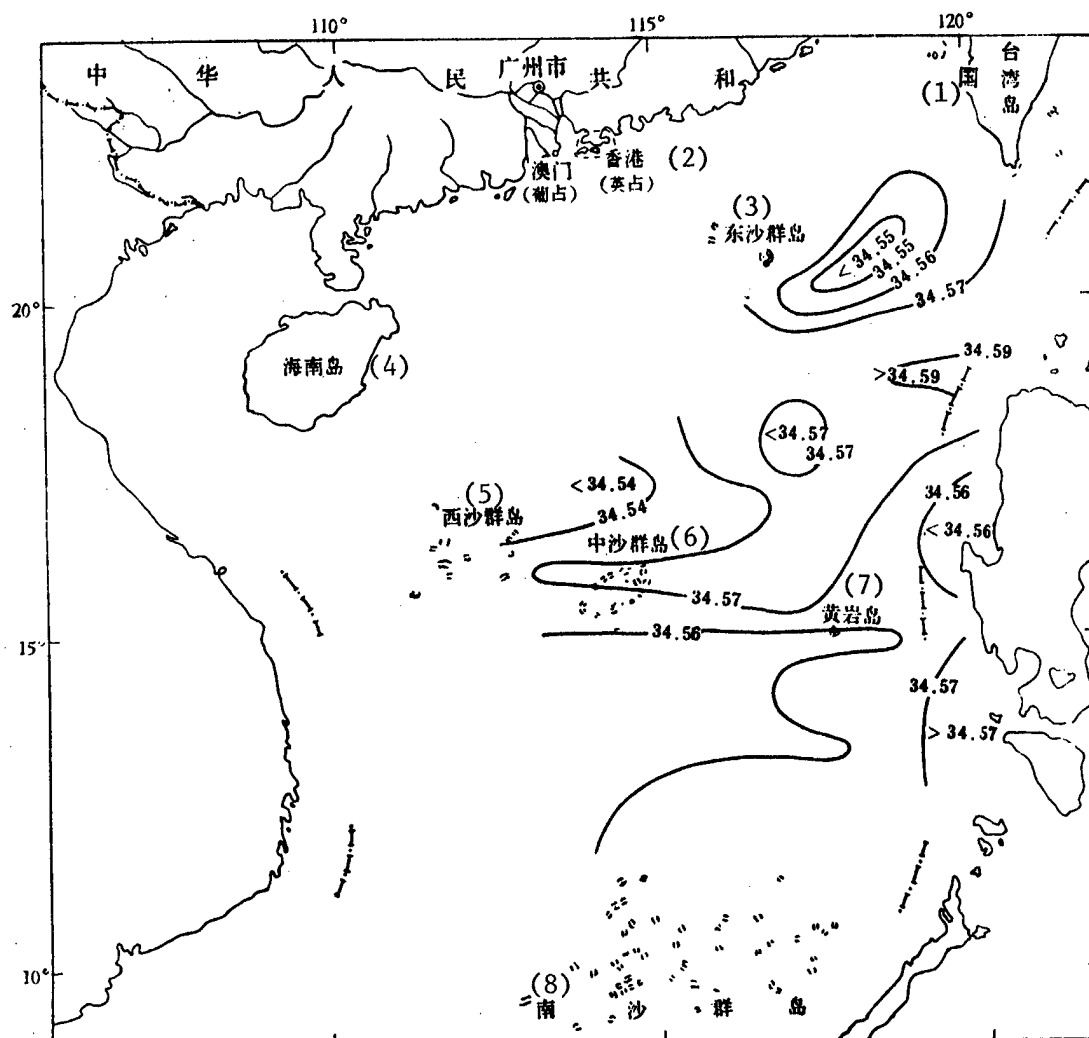 110° 115° 120°
中 华 人 民 共 和 国
广州市
台湾岛
(1)
澳门
(葡占)
香港
(英占)
(2)
(3)
东沙群岛
<34.55
34.55
34.56
34.57
20°
海南岛 (4)
34.59
>34.59
<34.57
34.57
<34.54
34.54
(5)
西沙群岛
中沙群岛 (6)
34.56
<34.56
34.57
(7)
黄岩岛
15°
34.56
34.57
>34.57
10°
(8)
南 沙 群 岛